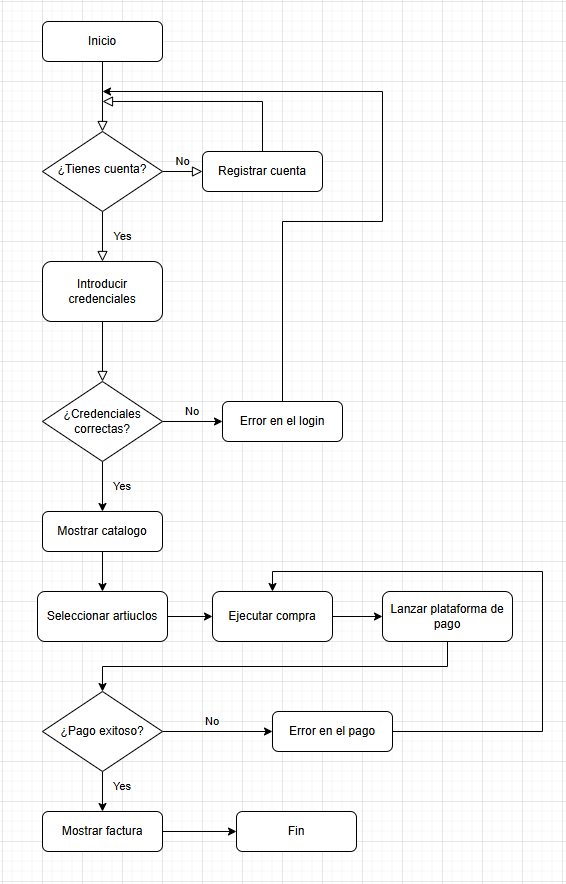 Inicio
¿Tienes cuenta?
No
Registrar cuenta
Yes
Introducir
credenciales
¿Credenciales
correctas?
No
Error en el login
Yes
Mostrar catalogo
Seleccionar artiuclos
Ejecutar compra
Lanzar plataforma de
pago
¿Pago exitoso?
No
Error en el pago
Yes
Mostrar factura
Fin